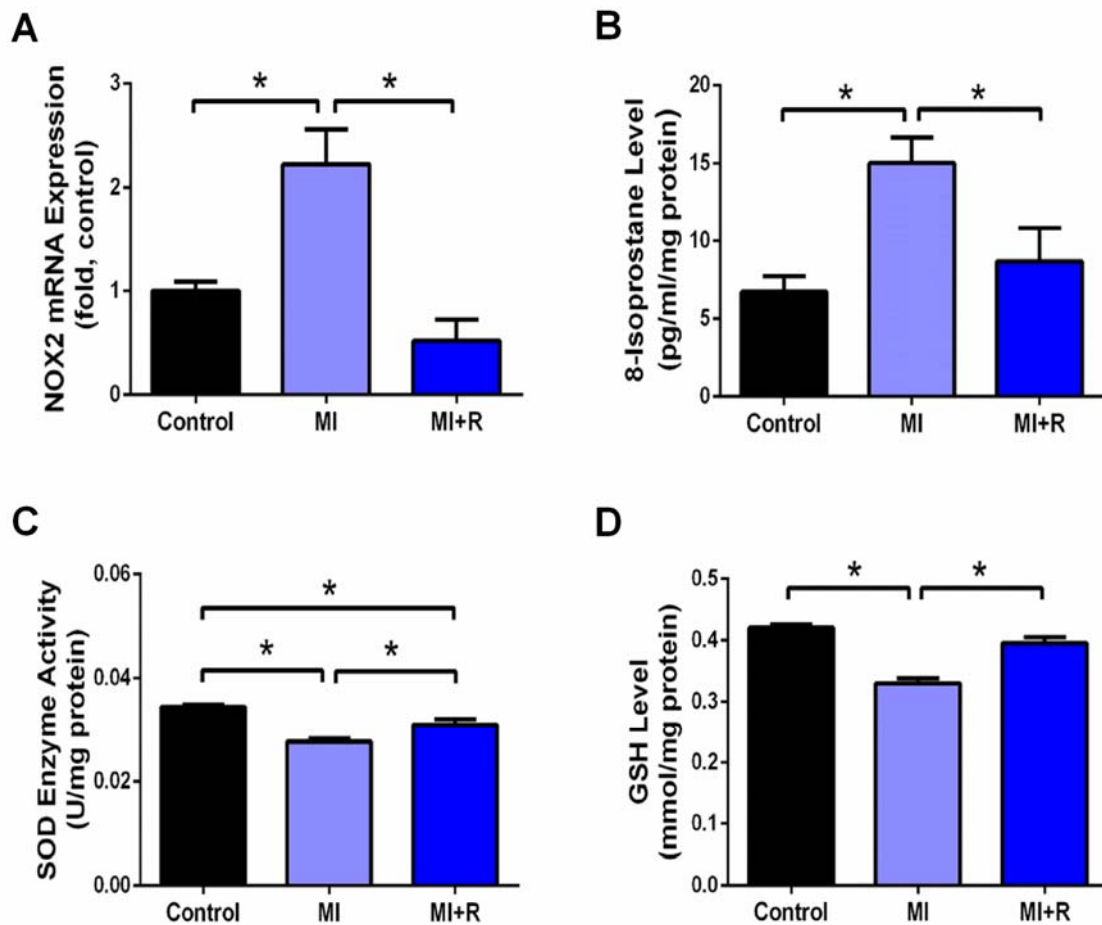 A
NOX2 mRNA Expression
(fold, control)
3
2
1
0
* *
Control MI MI+R
B
8-Isoprostane Level
(pg/ml/mg protein)
20
15
10
5
0
* *
Control MI MI+R
C
SOD Enzyme Activity
(U/mg protein)
0.06
0.04
0.02
0.00
*
* *
Control MI MI+R
D
GSH Level
(mmol/mg protein)
0.5
0.4
0.3
0.2
0.1
0.0
* *
Control MI MI+R